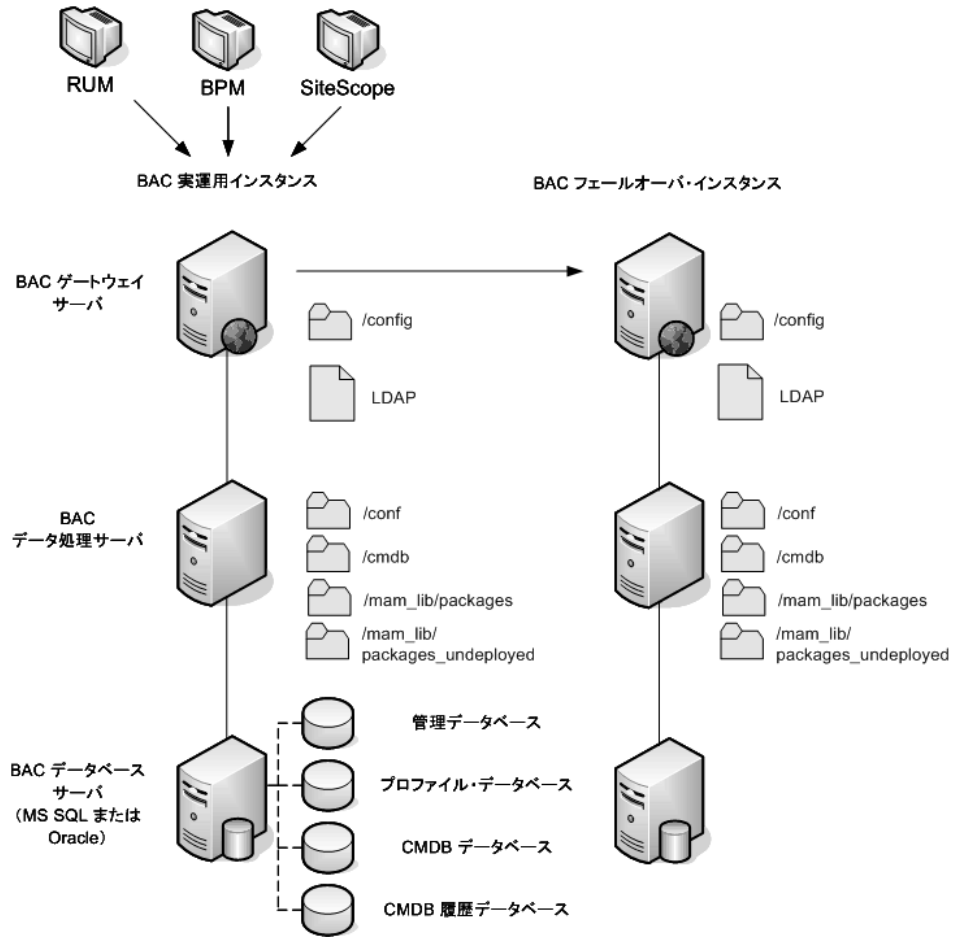 RUM
BPM
SiteScope
BAC 実運用インスタンス
BAC フェールオーバ・インスタンス
BAC ゲートウェイ
サーバ
/config
LDAP
/config
LDAP
BAC
データ処理サーバ
/conf
/cmdb
/mam_lib/packages
/mam_lib/
packages_undeployed
/conf
/cmdb
/mam_lib/packages
/mam_lib/
packages_undeployed
BAC データベース
サーバ
(MS SQL または
Oracle)
管理データベース
プロファイル・データベース
CMDB データベース
CMDB 履歴データベース